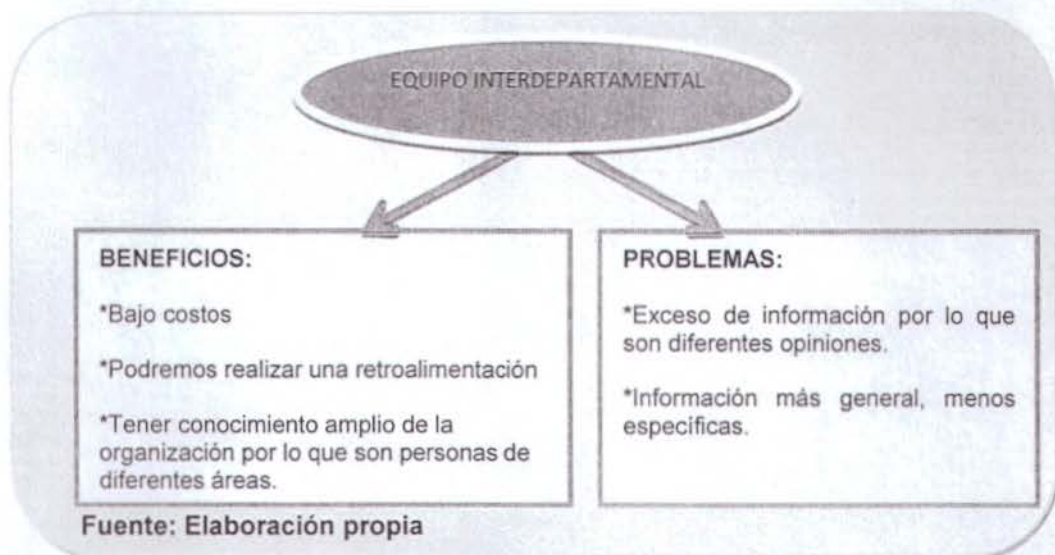 EQUIPO INTERDEPARTAMENTAL
BENEFICIOS:
*Bajo costos
*Podremos realizar una retroalimentación
*Tener conocimiento amplio de la
organización por lo que son personas de
diferentes áreas.
PROBLEMAS:
*Exceso de información por lo que
son diferentes opiniones.
*Información más general, menos
específicas.
Fuente: Elaboración propia